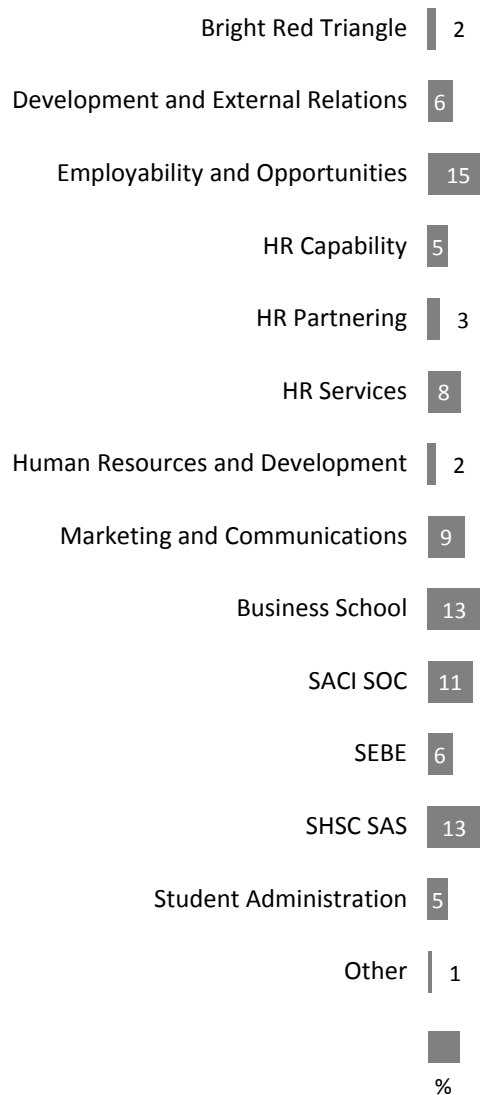 Bright Red Triangle 2
Development and External Relations 6
Employability and Opportunities 15
HR Capability 5
HR Partnering 3
HR Services 8
Human Resources and Development 2
Marketing and Communications 9
Business School 13
SACI SOC 11
SEBE 6
SHSC SAS 13
Student Administration 5
Other 1
%